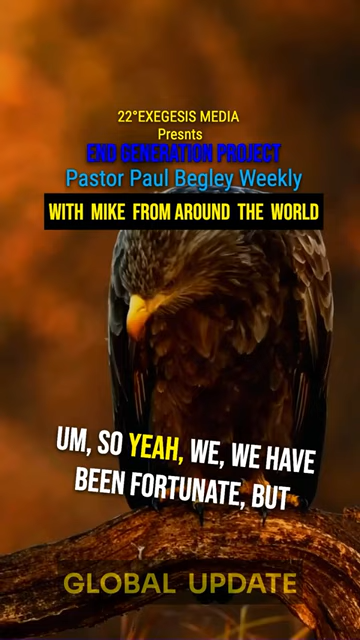 22°EXEGESIS MEDIA
Presnts
END GENERATION PROJECT
Pastor Paul Begley Weekly
WITH MIKE FROM AROUND THE WORLD
UM, SO YEAH, WE, WE HAVE
BEEN FORTUNATE, BUT
GLOBAL UPDATE